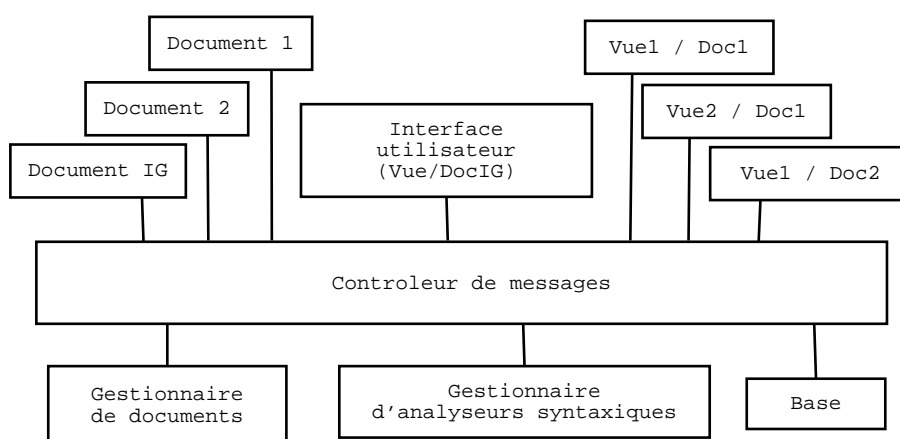 Document 1
Vue1 / Doc1
Document 2
Vue2 / Doc1
Interface
utilisateur
(Vue/DocIG)
Document IG
Vue1 / Doc2
Controleur de messages
Gestionnaire
de documents
Gestionnaire
d'analyseurs syntaxiques
Base